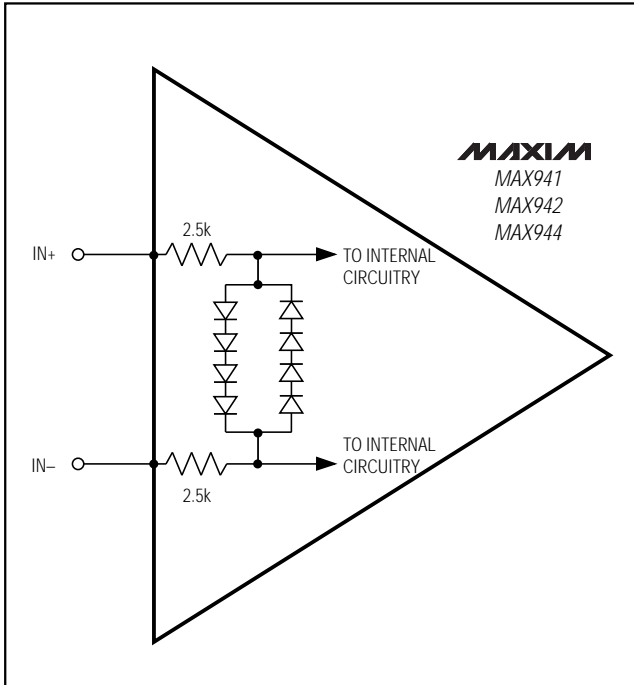 MAXIM
MAX941
MAX942
MAX944
2.5k
IN+
TO INTERNAL
CIRCUITRY
TO INTERNAL
CIRCUITRY
IN–
2.5k